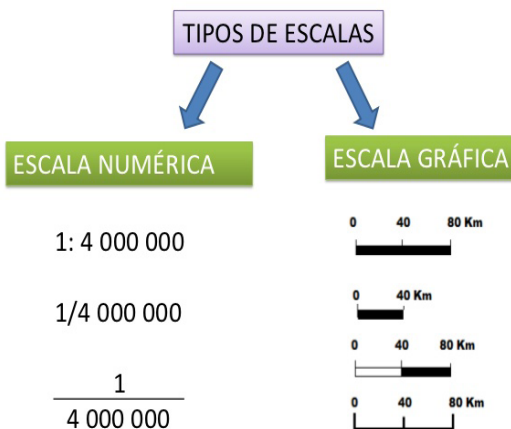 TIPOS DE ESCALAS
ESCALA NUMÉRICA
1: 4 000 000
1/4 000 000
1
4 000 000
ESCALA GRÁFICA
0 40 80 Km
0 40 Km
0 40 80 Km
0 40 80 Km